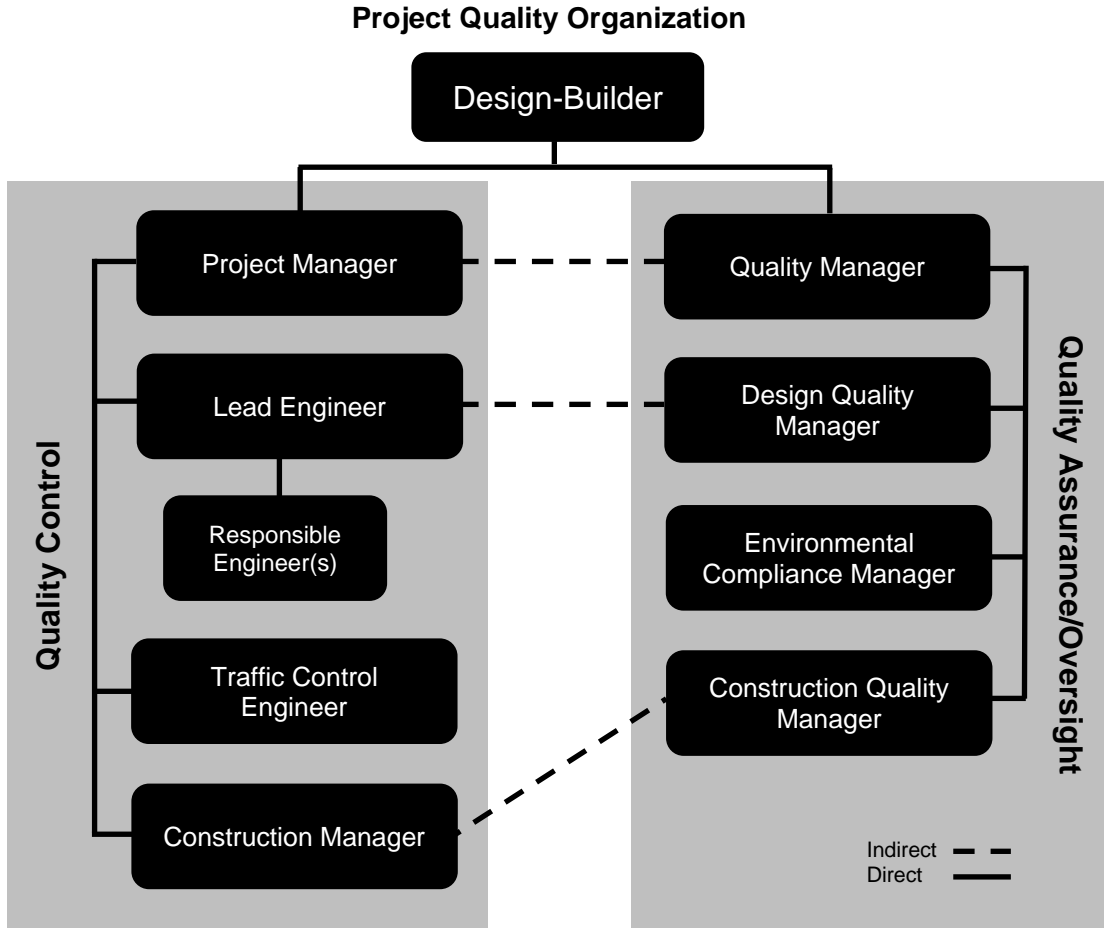 Project Quality Organization
Design-Builder
Quality Control
Project Manager
Lead Engineer
Responsible
Engineer(s)
Traffic Control
Engineer
Construction Manager
Quality Manager
Design Quality
Manager
Environmental
Compliance Manager
Construction Quality
Manager
Quality Assurance/Oversight
Indirect
Direct